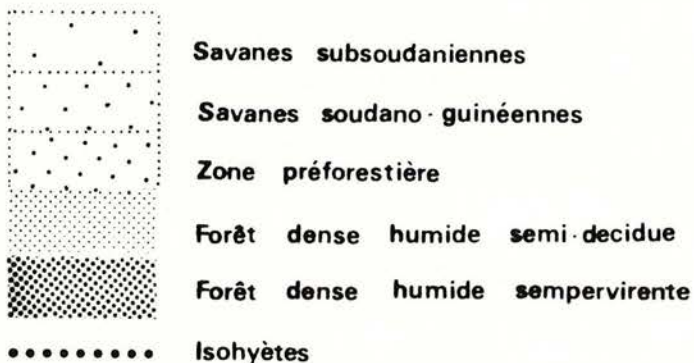 Savanes subsoudaniennes
Savanes soudano·guinéennes
Zone préforestière
Forêt dense humide semi·decidue
Forêt dense humide sempervirente
Isohyètes